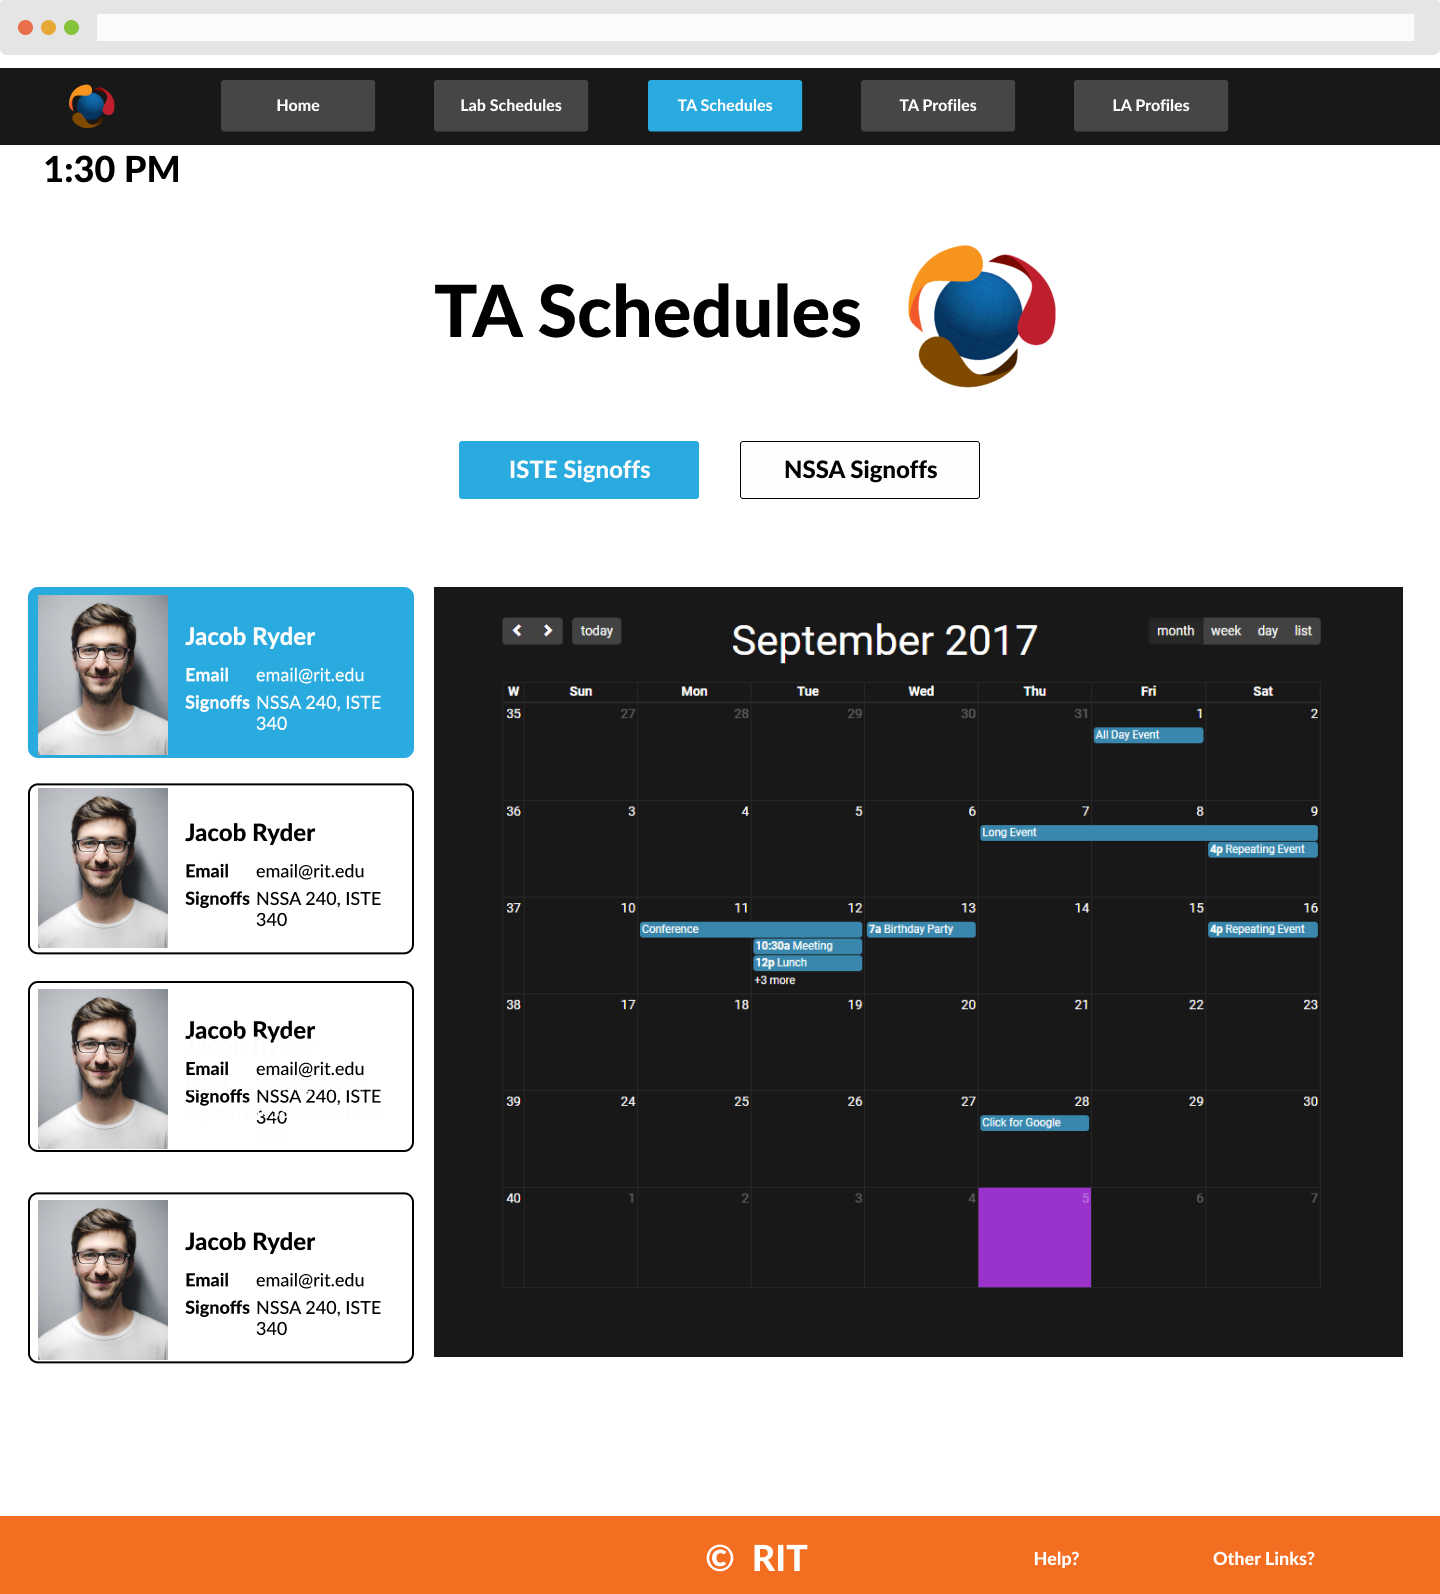 Home Lab Schedules TA Schedules TA Profiles LA Profiles
1:30 PM
TA Schedules
ISTE Signoffs NSSA Signoffs
Jacob Ryder
Email email@rit.edu
Signoffs NSSA 240, ISTE
340
Jacob Ryder
Email email@rit.edu
Signoffs NSSA 240, ISTE
340
Jacob Ryder
Email email@rit.edu
Signoffs NSSA 240, ISTE
340
Jacob Ryder
Email email@rit.edu
Signoffs NSSA 240, ISTE
340
today September 2017 month week day list
W Sun Mon Tue Wed Thu Fri Sat
35 27 28 29 30 31 1 2
All Day Event
36 3 4 5 6 7 8 9
Long Event
4p Repeating Event
37 10 11 12 13 14 15 16
Conference 7a Birthday Party 4p Repeating Event
10:30a Meeting
12p Lunch
+3 more
38 17 18 19 20 21 22 23
39 24 25 26 27 28 29 30
Click for Google
40 1 2 3 4 5 6 7
© RIT Help? Other Links?